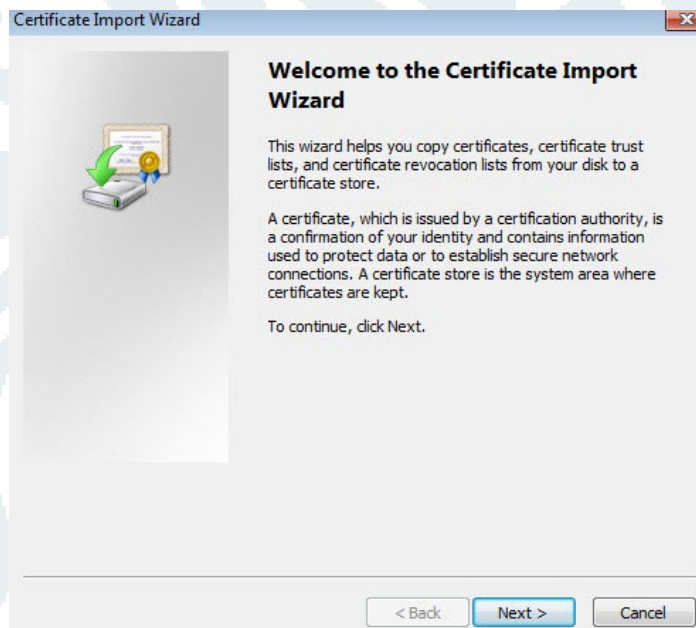 Certificate Import Wizard
Welcome to the Certificate Import
Wizard
This wizard helps you copy certificates, certificate trust
lists, and certificate revocation lists from your disk to a
certificate store.
A certificate, which is issued by a certification authority, is
a confirmation of your identity and contains information
used to protect data or to establish secure network
connections. A certificate store is the system area where
certificates are kept.
To continue, click Next.
< Back Next > Cancel